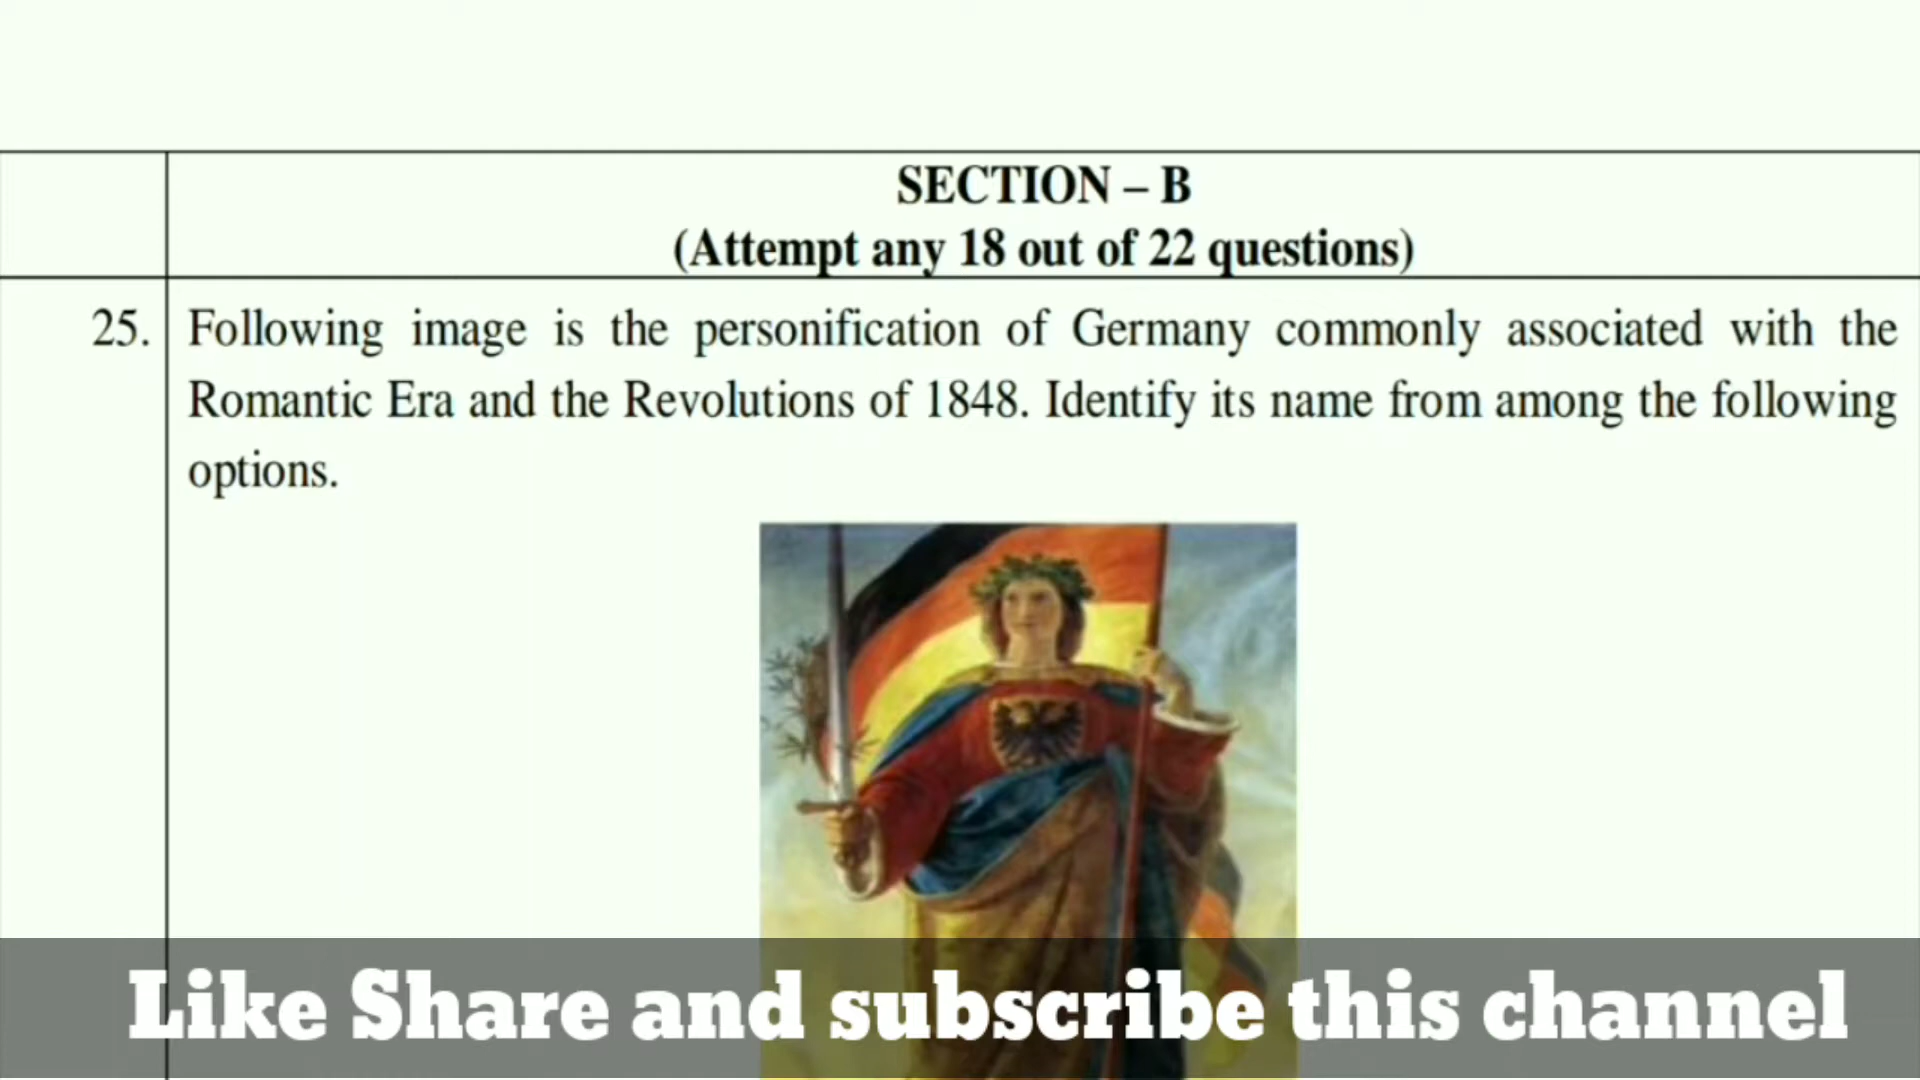 SECTION – B
(Attempt any 18 out of 22 questions)
25. Following image is the personification of Germany commonly associated with the
Romantic Era and the Revolutions of 1848. Identify its name from among the following
options.
Like Share and subscribe this channel